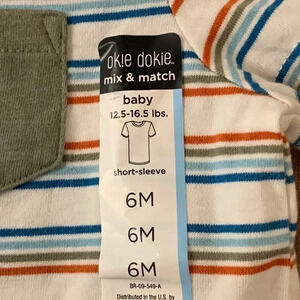 okie dokie™
mix & match
baby
12.5-16.5 lbs.
short-sleeve
6M
6M
6M
BR-09-549-A
Distributed in the U.S. by